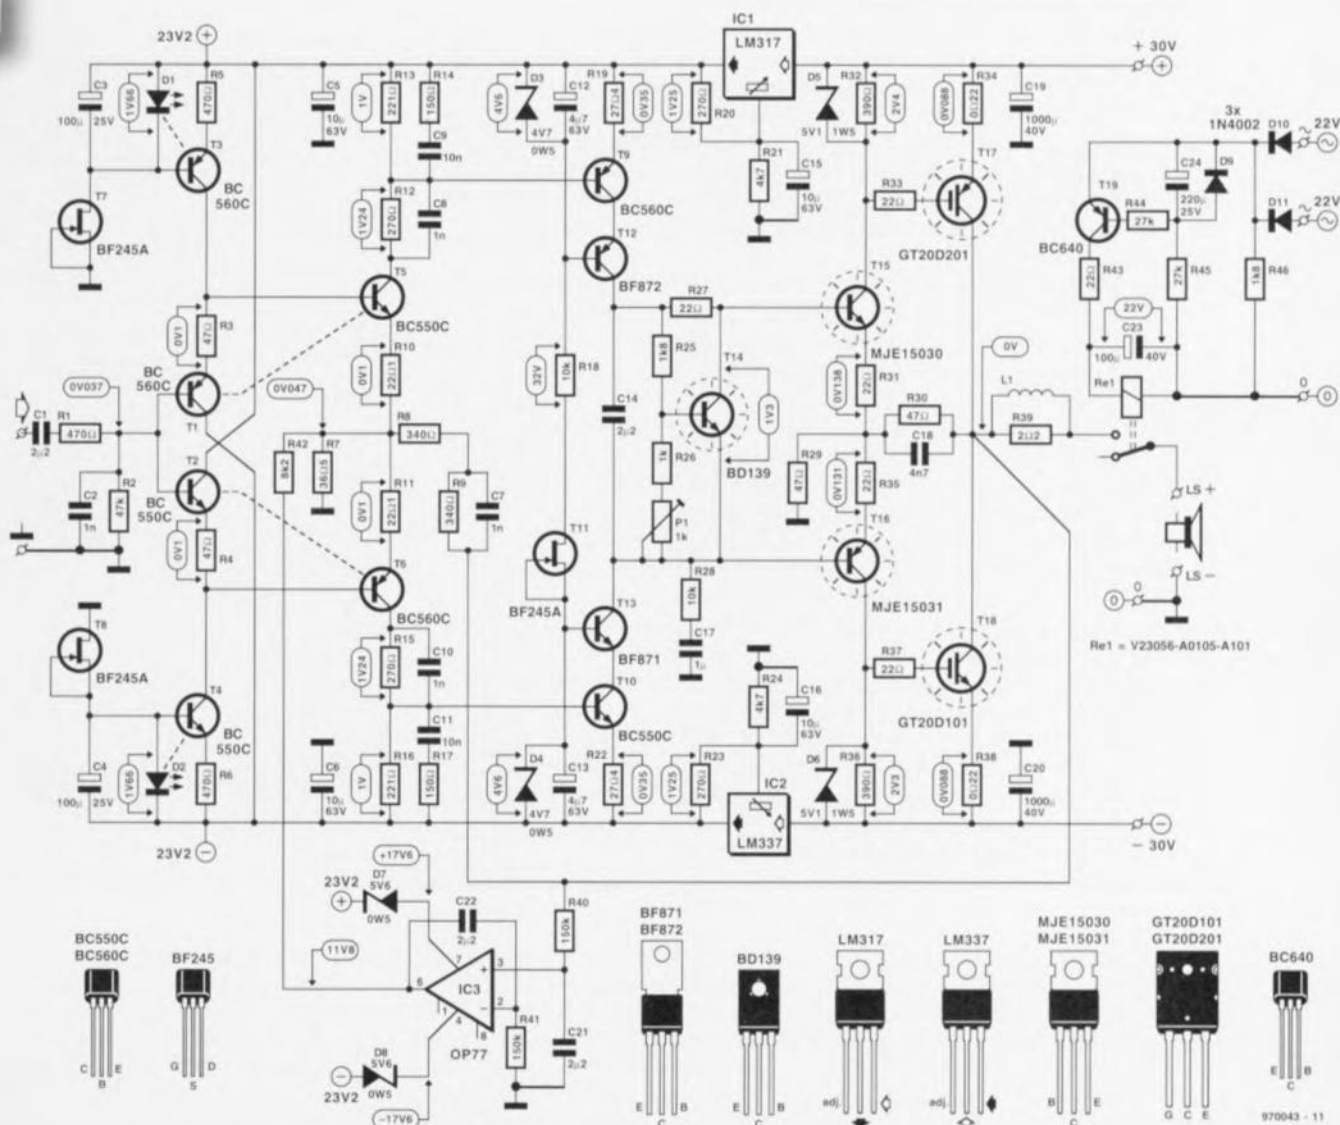 IC1
LM317
23V2
+ 30V
C3
100µ
25V
1V66
D1
R5
470Ω
T3
BC
560C
T7
BF245A
C5
10µ
63V
1V
R13
221Ω
R14
150Ω
C9
10n
1V24
R12
270Ω
C8
1n
T5
BC550C
4V6
D3
4V7
0W5
C12
4µ7
63V
R19
27Ω4
0V35
T9
BC560C
T12
BF872
1V25
270Ω
R20
R21
4k7
C15
10µ
63V
D5
5V1
1W5
R32
390Ω
2V4
R33
22Ω
0V088
R34
0Ω22
T17
GT20D201
C19
1000µ
40V
3x
1N4002
D10
22V
D11
22V
D9
C24
220µ
25V
T19
R44
27k
BC640
R43
22Ω
R45
27k
R46
1k8
22V
C23
100µ
40V
Re1
0
0V1
R3
47Ω
BC
560C
T1
0V037
C1
2µ2
R1
470Ω
T2
BC
550C
C2
1n
R2
47k
0V1
47Ω
R4
0V1
R10
22Ω1
0V047
R42
8k2
R7
36Ω5
R8
340Ω
R9
340Ω
C7
1n
0V1
R11
22Ω1
T6
BC560C
32V
R18
10k
T11
BF245A
R27
22Ω
R25
1k8
C14
2µ2
T14
1V3
BD139
R26
1k
P1
1k
R28
10k
C17
1µ
T15
MJE15030
0V138
R31
22Ω
R30
47Ω
C18
4n7
R29
47Ω
0V131
22Ω
R35
T16
MJE15031
0V
L1
R39
2Ω2
LS +
LS −
0
0
Re1 = V23056-A0105-A101
T8
BF245A
T4
BC
550C
C4
100µ
25V
1V66
D2
R6
470Ω
23V2
C6
10µ
63V
1V24
R15
270Ω
C10
1n
C11
10n
1V
R16
221Ω
R17
150Ω
T13
BF871
T10
BC550C
4V6
D4
4V7
0W5
C13
4µ7
63V
R22
27Ω4
0V35
1V25
R23
270Ω
R24
4k7
C16
10µ
63V
IC2
LM337
D6
5V1
1W5
R36
390Ω
2V3
R37
22Ω
T18
GT20D101
0V088
R38
0Ω22
C20
1000µ
40V
− 30V
+17V6
23V2
D7
5V6
0W5
C22
2µ2
11V8
7
6
3
2
1
4
8
+
−
IC3
OP77
R40
150k
R41
150k
C21
2µ2
D8
5V6
0W5
23V2
−17V6
BC550C
BC560C
C
B
E
BF245
G
S
D
BF871
BF872
E
C
B
BD139
E
C
B
LM317
adj.
LM337
adj.
MJE15030
MJE15031
B
C
E
GT20D101
GT20D201
G
C
E
BC640
E
C
B
970043 - 11